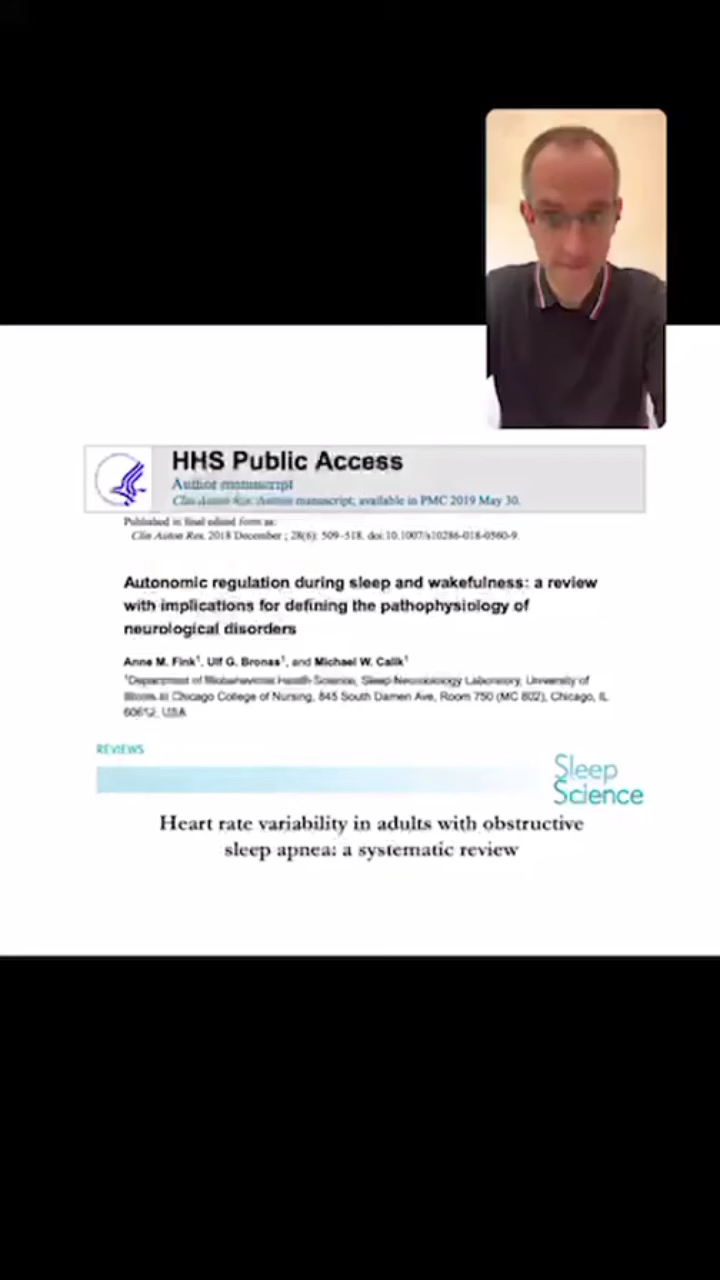 HHS Public Access
Author manuscript
Clin Auton Res. Author manuscript; available in PMC 2019 May 30.
Published in final edited form as:
Clin Auton Res. 2018 December ; 28(6): 509–518. doi:10.1007/s10286-018-0560-9.
Autonomic regulation during sleep and wakefulness: a review
with implications for defining the pathophysiology of
neurological disorders
Anne M. Fink¹, Ulf G. Bronas¹, and Michael W. Calik¹
¹Department of Biobehavioral Health Science, Sleep Neurobiology Laboratory, University of
Illinois at Chicago College of Nursing, 845 South Damen Ave, Room 750 (MC 802), Chicago, IL
60612, USA
REVIEWS
Sleep
Science
Heart rate variability in adults with obstructive
sleep apnea: a systematic review